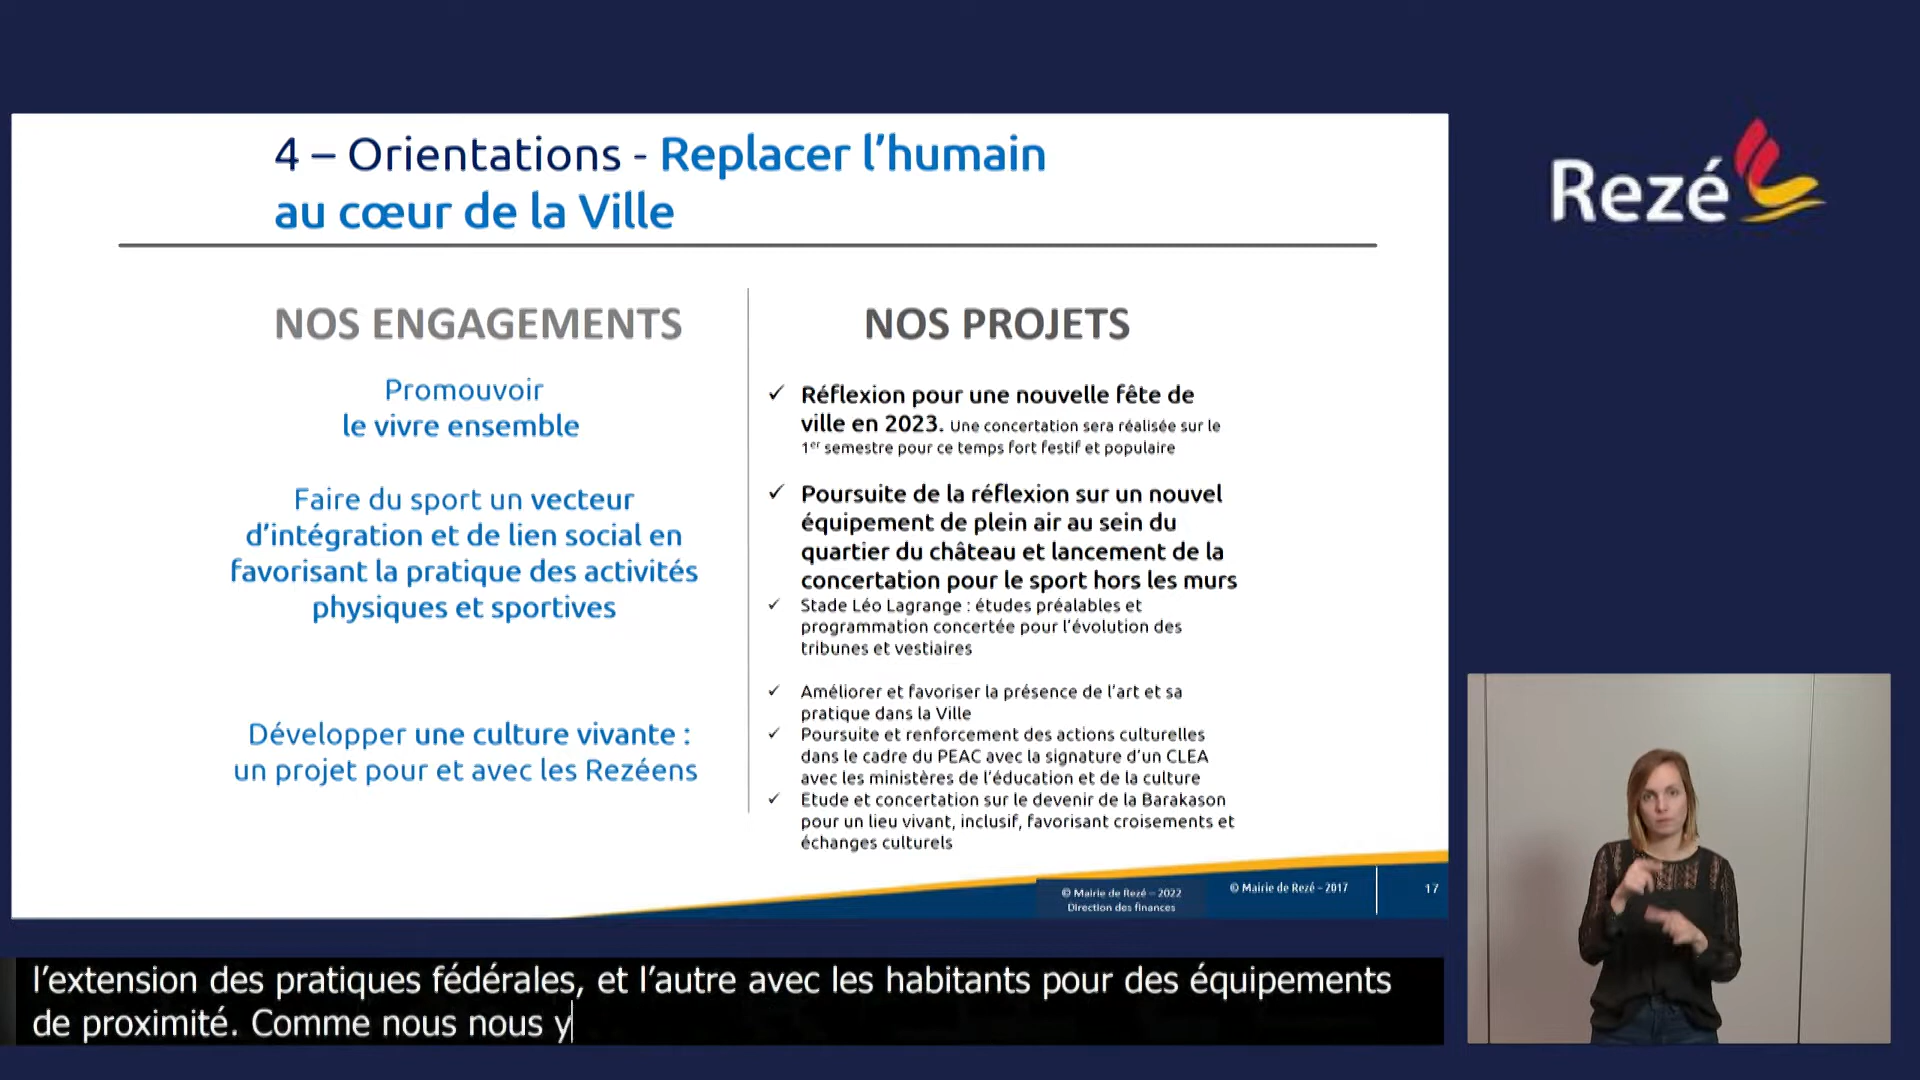 4 – Orientations - Replacer l’humain
au cœur de la Ville
Rezé
NOS ENGAGEMENTS
Promouvoir
le vivre ensemble
Faire du sport un vecteur
d’intégration et de lien social en
favorisant la pratique des activités
physiques et sportives
Développer une culture vivante :
un projet pour et avec les Rezéens
NOS PROJETS
✓ Réflexion pour une nouvelle fête de
ville en 2023. Une concertation sera réalisée sur le
1er semestre pour ce temps fort festif et populaire
✓ Poursuite de la réflexion sur un nouvel
équipement de plein air au sein du
quartier du château et lancement de la
concertation pour le sport hors les murs
✓ Stade Léo Lagrange : études préalables et
programmation concertée pour l’évolution des
tribunes et vestiaires
✓ Améliorer et favoriser la présence de l’art et sa
pratique dans la Ville
✓ Poursuite et renforcement des actions culturelles
dans le cadre du PEAC avec la signature d’un CLEA
avec les ministères de l’éducation et de la culture
✓ Etude et concertation sur le devenir de la Barakason
pour un lieu vivant, inclusif, favorisant croisements et
échanges culturels
© Mairie de Rezé – 2022
Direction des finances
© Mairie de Rezé – 2017
17
l’extension des pratiques fédérales, et l’autre avec les habitants pour des équipements
de proximité. Comme nous nous y